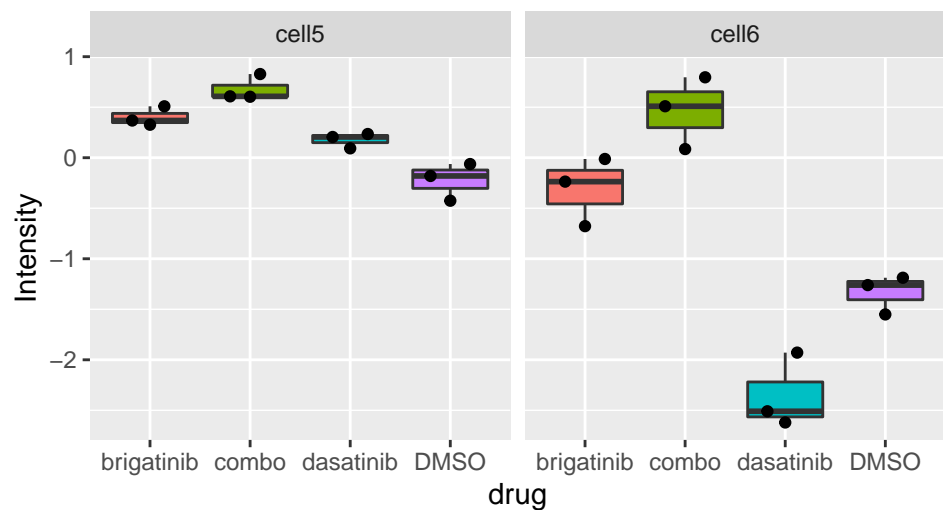 cell5 cell6
1
0
−1
−2
Intensity
brigatinib combo dasatinib DMSO brigatinib combo dasatinib DMSO
drug